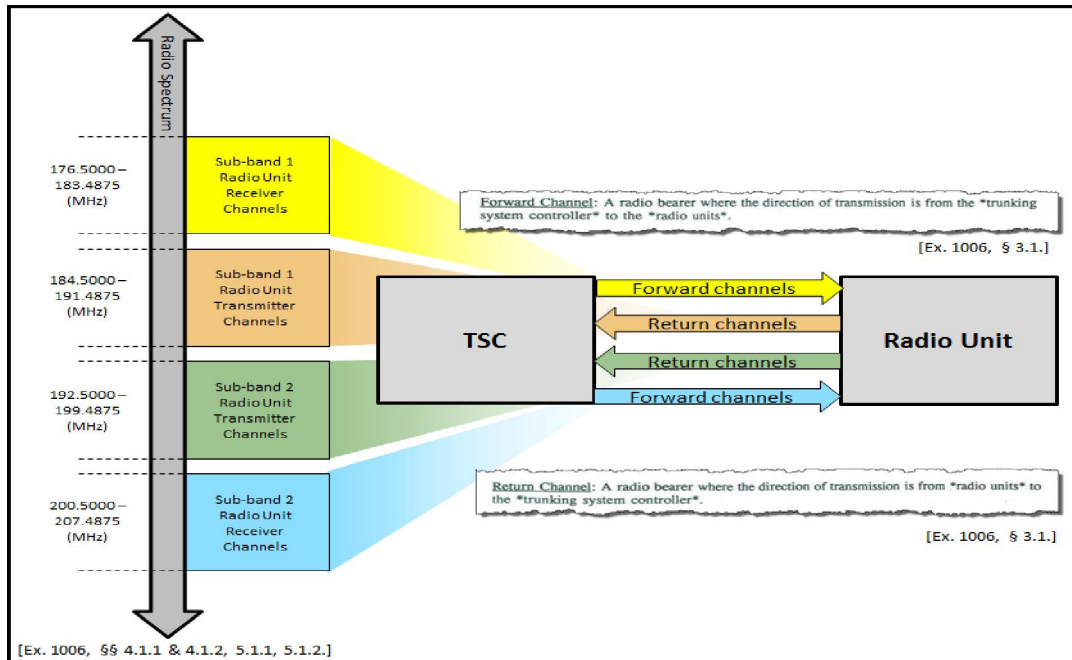 Radio Spectrum
176.5000–
183.4875
(MHz)
Sub-band 1
Radio Unit
Receiver
Channels
Forward Channel: A radio bearer where the direction of transmission is from the *trunking
system controller* to the *radio units*.
[Ex. 1006, § 3.1.]
184.5000–
191.4875
(MHz)
Sub-band 1
Radio Unit
Transmitter
Channels
TSC
Forward channels
Return channels
Return channels
Forward channels
Radio Unit
192.5000–
199.4875
(MHz)
Sub-band 2
Radio Unit
Transmitter
Channels
200.5000–
207.4875
(MHz)
Sub-band 2
Radio Unit
Receiver
Channels
Return Channel: A radio bearer where the direction of transmission is from *radio units* to
the *trunking system controller*.
[Ex. 1006, § 3.1.]
[Ex. 1006, §§ 4.1.1 & 4.1.2, 5.1.1, 5.1.2.]